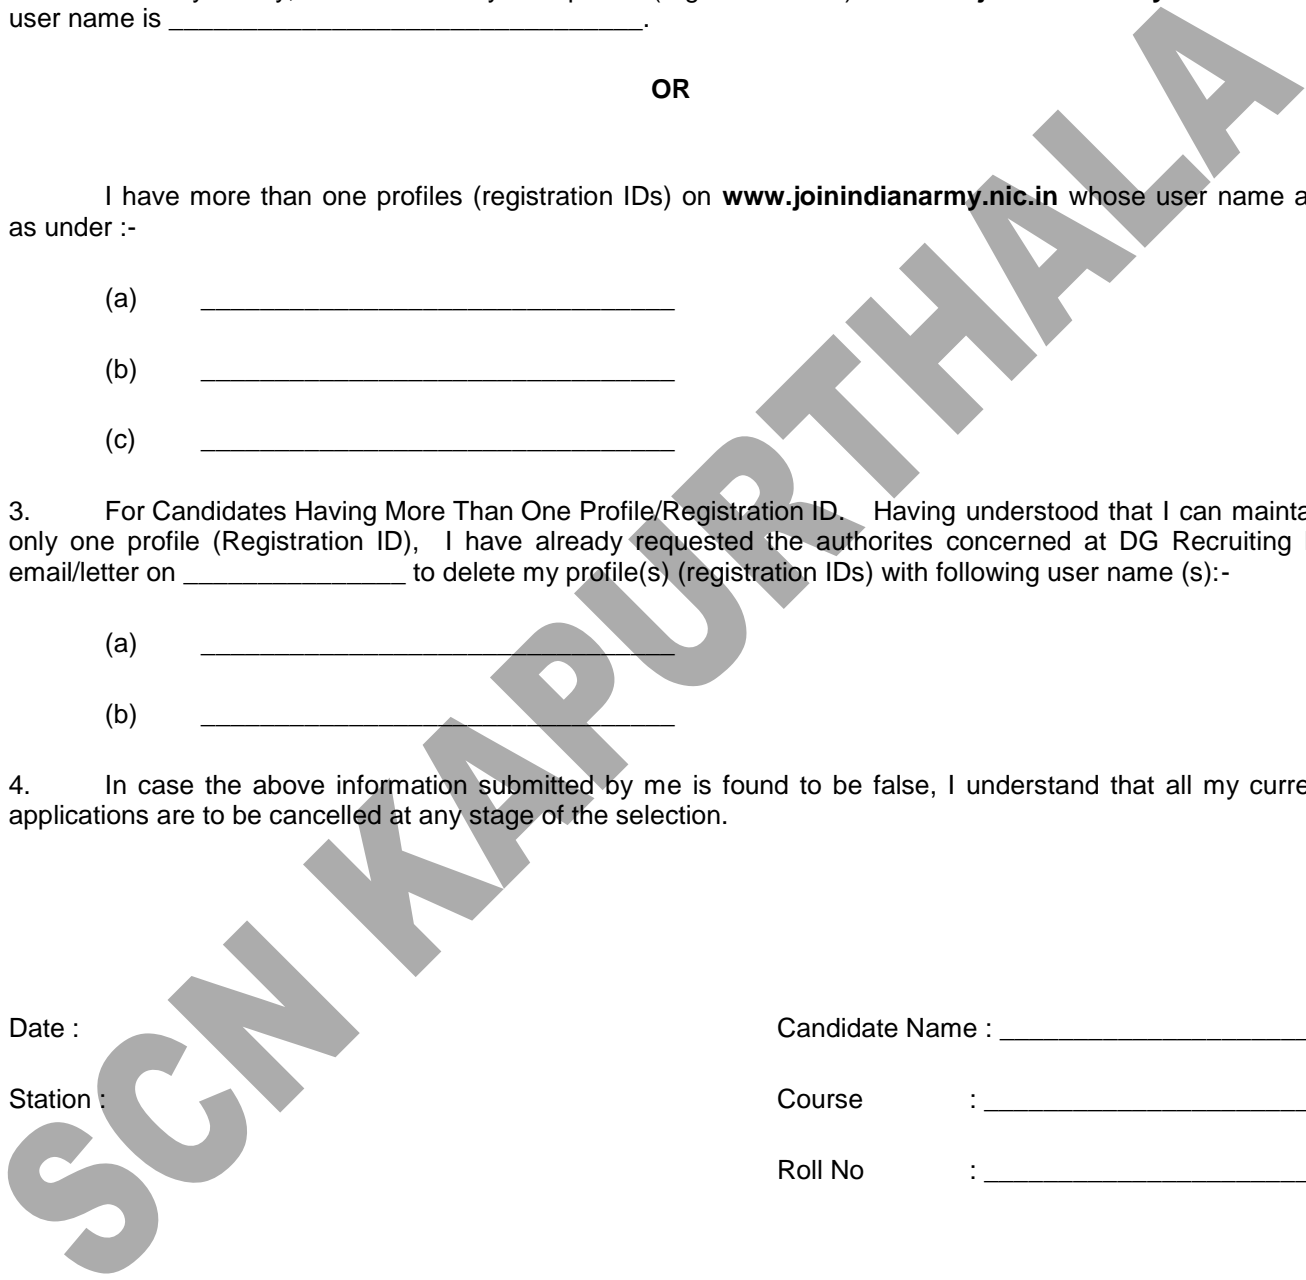 user name is ________________________________.
OR
I have more than one profiles (registration IDs) on www.joinindianarmy.nic.in whose user name a
as under :-
(a) ________________________________
(b) ________________________________
(c) ________________________________
3. For Candidates Having More Than One Profile/Registration ID. Having understood that I can mainta
only one profile (Registration ID), I have already requested the authorites concerned at DG Recruiting
email/letter on _______________ to delete my profile(s) (registration IDs) with following user name (s):-
(a) ________________________________
(b) ________________________________
4. In case the above information submitted by me is found to be false, I understand that all my curre
applications are to be cancelled at any stage of the selection.
Date : Candidate Name : _____________________
Station : Course : ______________________
Roll No : ______________________
SCN KAPURTHALA